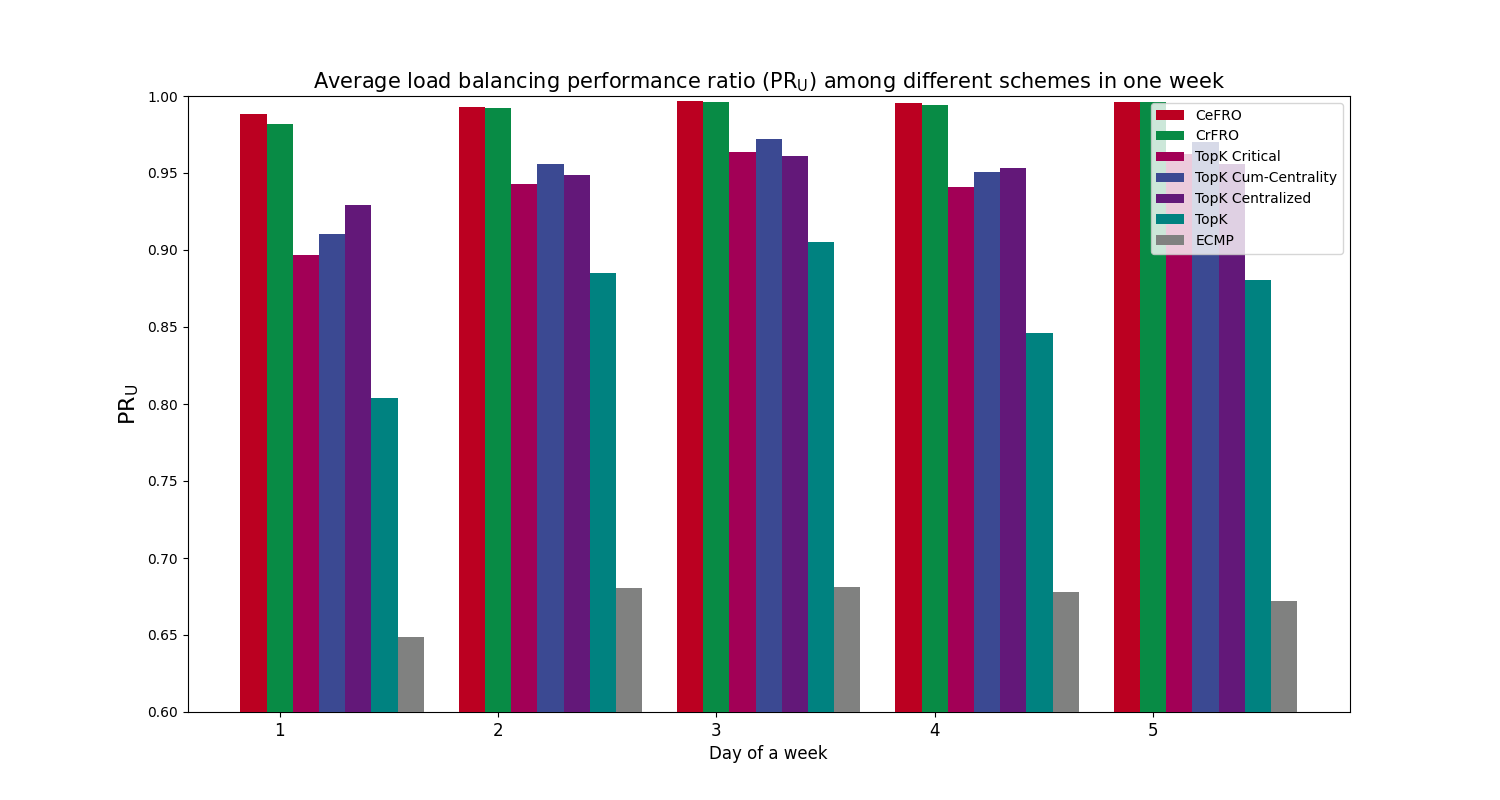 Average load balancing performance ratio (PR_U) among different schemes in one week
1.00
0.95
0.90
0.85
0.80
0.75
0.70
0.65
0.60
PR_U
CeFRO
CrFRO
TopK Critical
TopK Cum-Centrality
TopK Centralized
TopK
ECMP
1 2 3 4 5
Day of a week